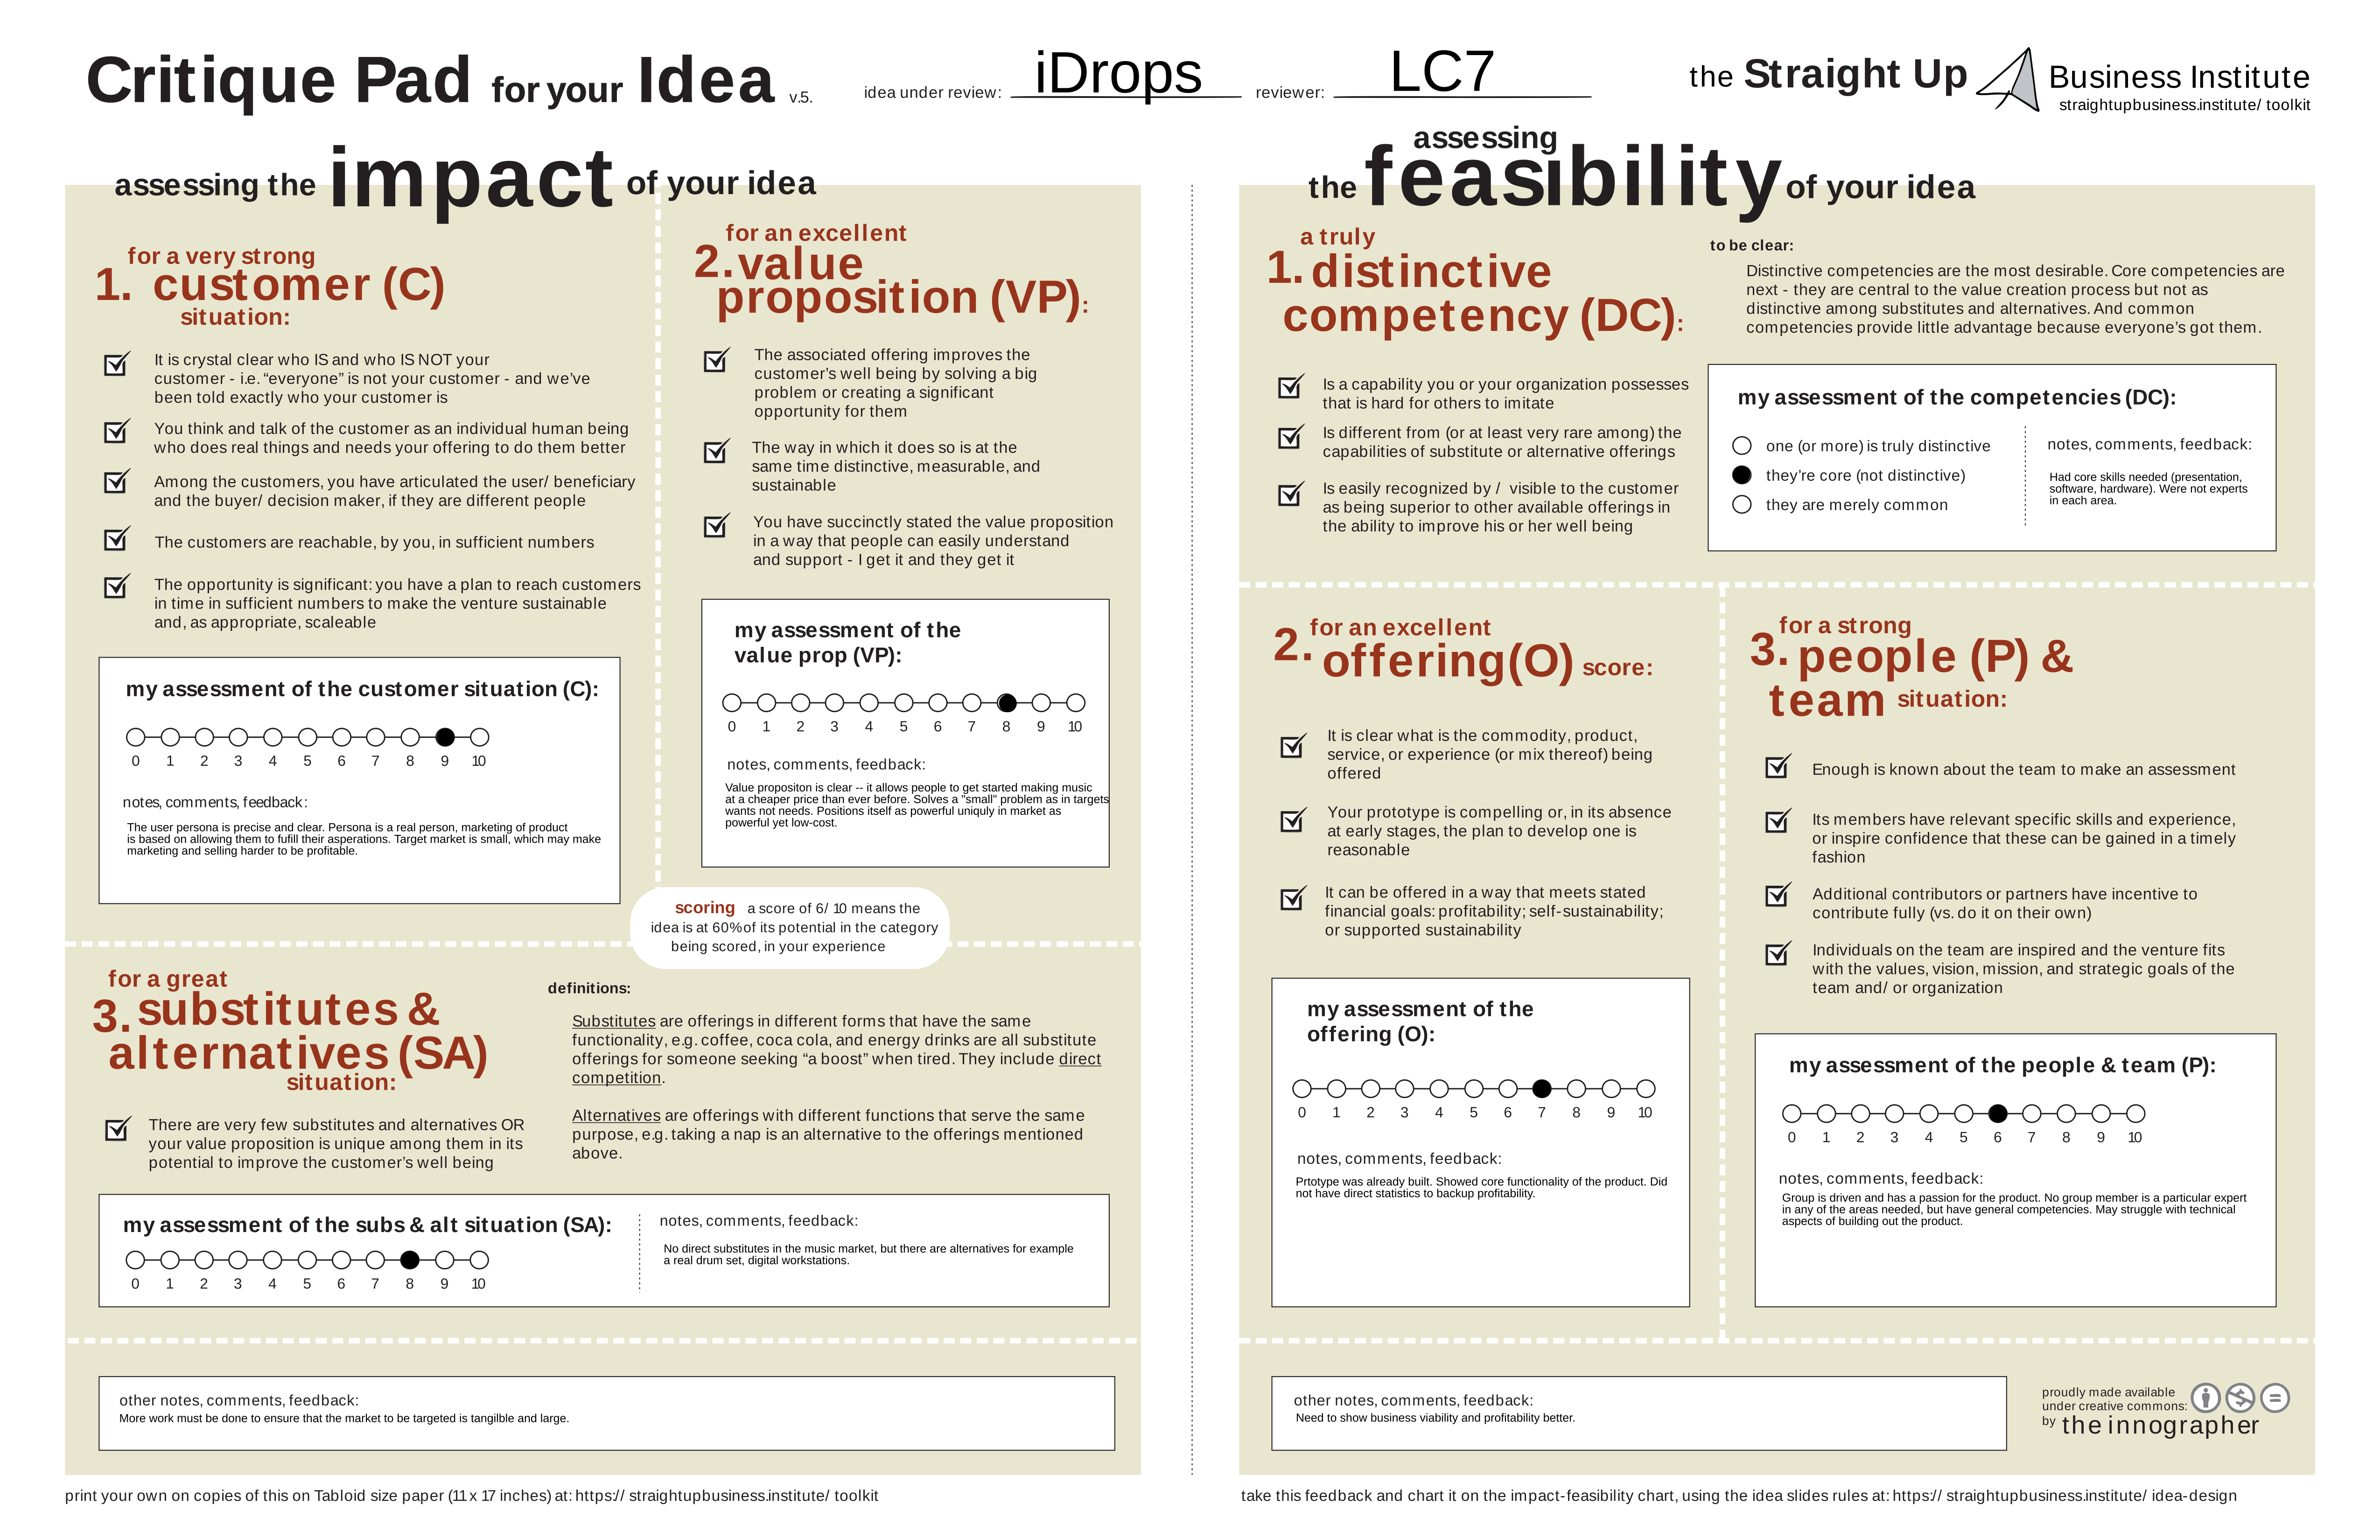 Critique Pad for your Idea v.5.
idea under review: iDrops reviewer: LC7
the Straight Up Business Institute
straightupbusiness.institute/ toolkit
assessing the impact of your idea
for a very strong
1. customer (C)
situation:
It is crystal clear who IS and who IS NOT your
customer - i.e. “everyone” is not your customer - and we’ve
been told exactly who your customer is
You think and talk of the customer as an individual human being
who does real things and needs your offering to do them better
Among the customers, you have articulated the user/ beneficiary
and the buyer/ decision maker, if they are different people
The customers are reachable, by you, in sufficient numbers
The opportunity is significant: you have a plan to reach customers
in time in sufficient numbers to make the venture sustainable
and, as appropriate, scaleable
my assessment of the customer situation (C):
0 1 2 3 4 5 6 7 8 9 10
notes, comments, feedback:
The user persona is precise and clear. Persona is a real person, marketing of product
is based on allowing them to fufill their asperations. Target market is small, which may make
marketing and selling harder to be profitable.
for an excellent
2. value
proposition (VP):
The associated offering improves the
customer’s well being by solving a big
problem or creating a significant
opportunity for them
The way in which it does so is at the
same time distinctive, measurable, and
sustainable
You have succinctly stated the value proposition
in a way that people can easily understand
and support - I get it and they get it
my assessment of the
value prop (VP):
0 1 2 3 4 5 6 7 8 9 10
notes, comments, feedback:
Value propositon is clear -- it allows people to get started making music
at a cheaper price than ever before. Solves a "small" problem as in targets
wants not needs. Positions itself as powerful uniquly in market as
powerful yet low-cost.
scoring a score of 6/ 10 means the
idea is at 60% of its potential in the category
being scored, in your experience
for a great
3. substitutes &
alternatives (SA)
situation:
There are very few substitutes and alternatives OR
your value proposition is unique among them in its
potential to improve the customer’s well being
definitions:
Substitutes are offerings in different forms that have the same
functionality, e.g. coffee, coca cola, and energy drinks are all substitute
offerings for someone seeking “a boost” when tired. They include direct
competition.
Alternatives are offerings with different functions that serve the same
purpose, e.g. taking a nap is an alternative to the offerings mentioned
above.
my assessment of the subs & alt situation (SA):
0 1 2 3 4 5 6 7 8 9 10
notes, comments, feedback:
No direct substitutes in the music market, but there are alternatives for example
a real drum set, digital workstations.
other notes, comments, feedback:
More work must be done to ensure that the market to be targeted is tangilble and large.
print your own on copies of this on Tabloid size paper (11 x 17 inches) at: https:// straightupbusiness.institute/ toolkit
assessing
the feasibility of your idea
a truly
1. distinctive
competency (DC):
Is a capability you or your organization possesses
that is hard for others to imitate
Is different from (or at least very rare among) the
capabilities of substitute or alternative offerings
Is easily recognized by / visible to the customer
as being superior to other available offerings in
the ability to improve his or her well being
to be clear:
Distinctive competencies are the most desirable. Core competencies are
next - they are central to the value creation process but not as
distinctive among substitutes and alternatives. And common
competencies provide little advantage because everyone’s got them.
my assessment of the competencies (DC):
one (or more) is truly distinctive
they’re core (not distinctive)
they are merely common
notes, comments, feedback:
Had core skills needed (presentation,
software, hardware). Were not experts
in each area.
for an excellent
2. offering(O) score:
It is clear what is the commodity, product,
service, or experience (or mix thereof) being
offered
Your prototype is compelling or, in its absence
at early stages, the plan to develop one is
reasonable
It can be offered in a way that meets stated
financial goals: profitability; self-sustainability;
or supported sustainability
my assessment of the
offering (O):
0 1 2 3 4 5 6 7 8 9 10
notes, comments, feedback:
Prtotype was already built. Showed core functionality of the product. Did
not have direct statistics to backup profitability.
for a strong
3. people (P) &
team situation:
Enough is known about the team to make an assessment
Its members have relevant specific skills and experience,
or inspire confidence that these can be gained in a timely
fashion
Additional contributors or partners have incentive to
contribute fully (vs. do it on their own)
Individuals on the team are inspired and the venture fits
with the values, vision, mission, and strategic goals of the
team and/ or organization
my assessment of the people & team (P):
0 1 2 3 4 5 6 7 8 9 10
notes, comments, feedback:
Group is driven and has a passion for the product. No group member is a particular expert
in any of the areas needed, but have general competencies. May struggle with technical
aspects of building out the product.
other notes, comments, feedback:
Need to show business viability and profitability better.
proudly made available
under creative commons:
by the innographer
take this feedback and chart it on the impact-feasibility chart, using the idea slides rules at: https:// straightupbusiness.institute/ idea-design